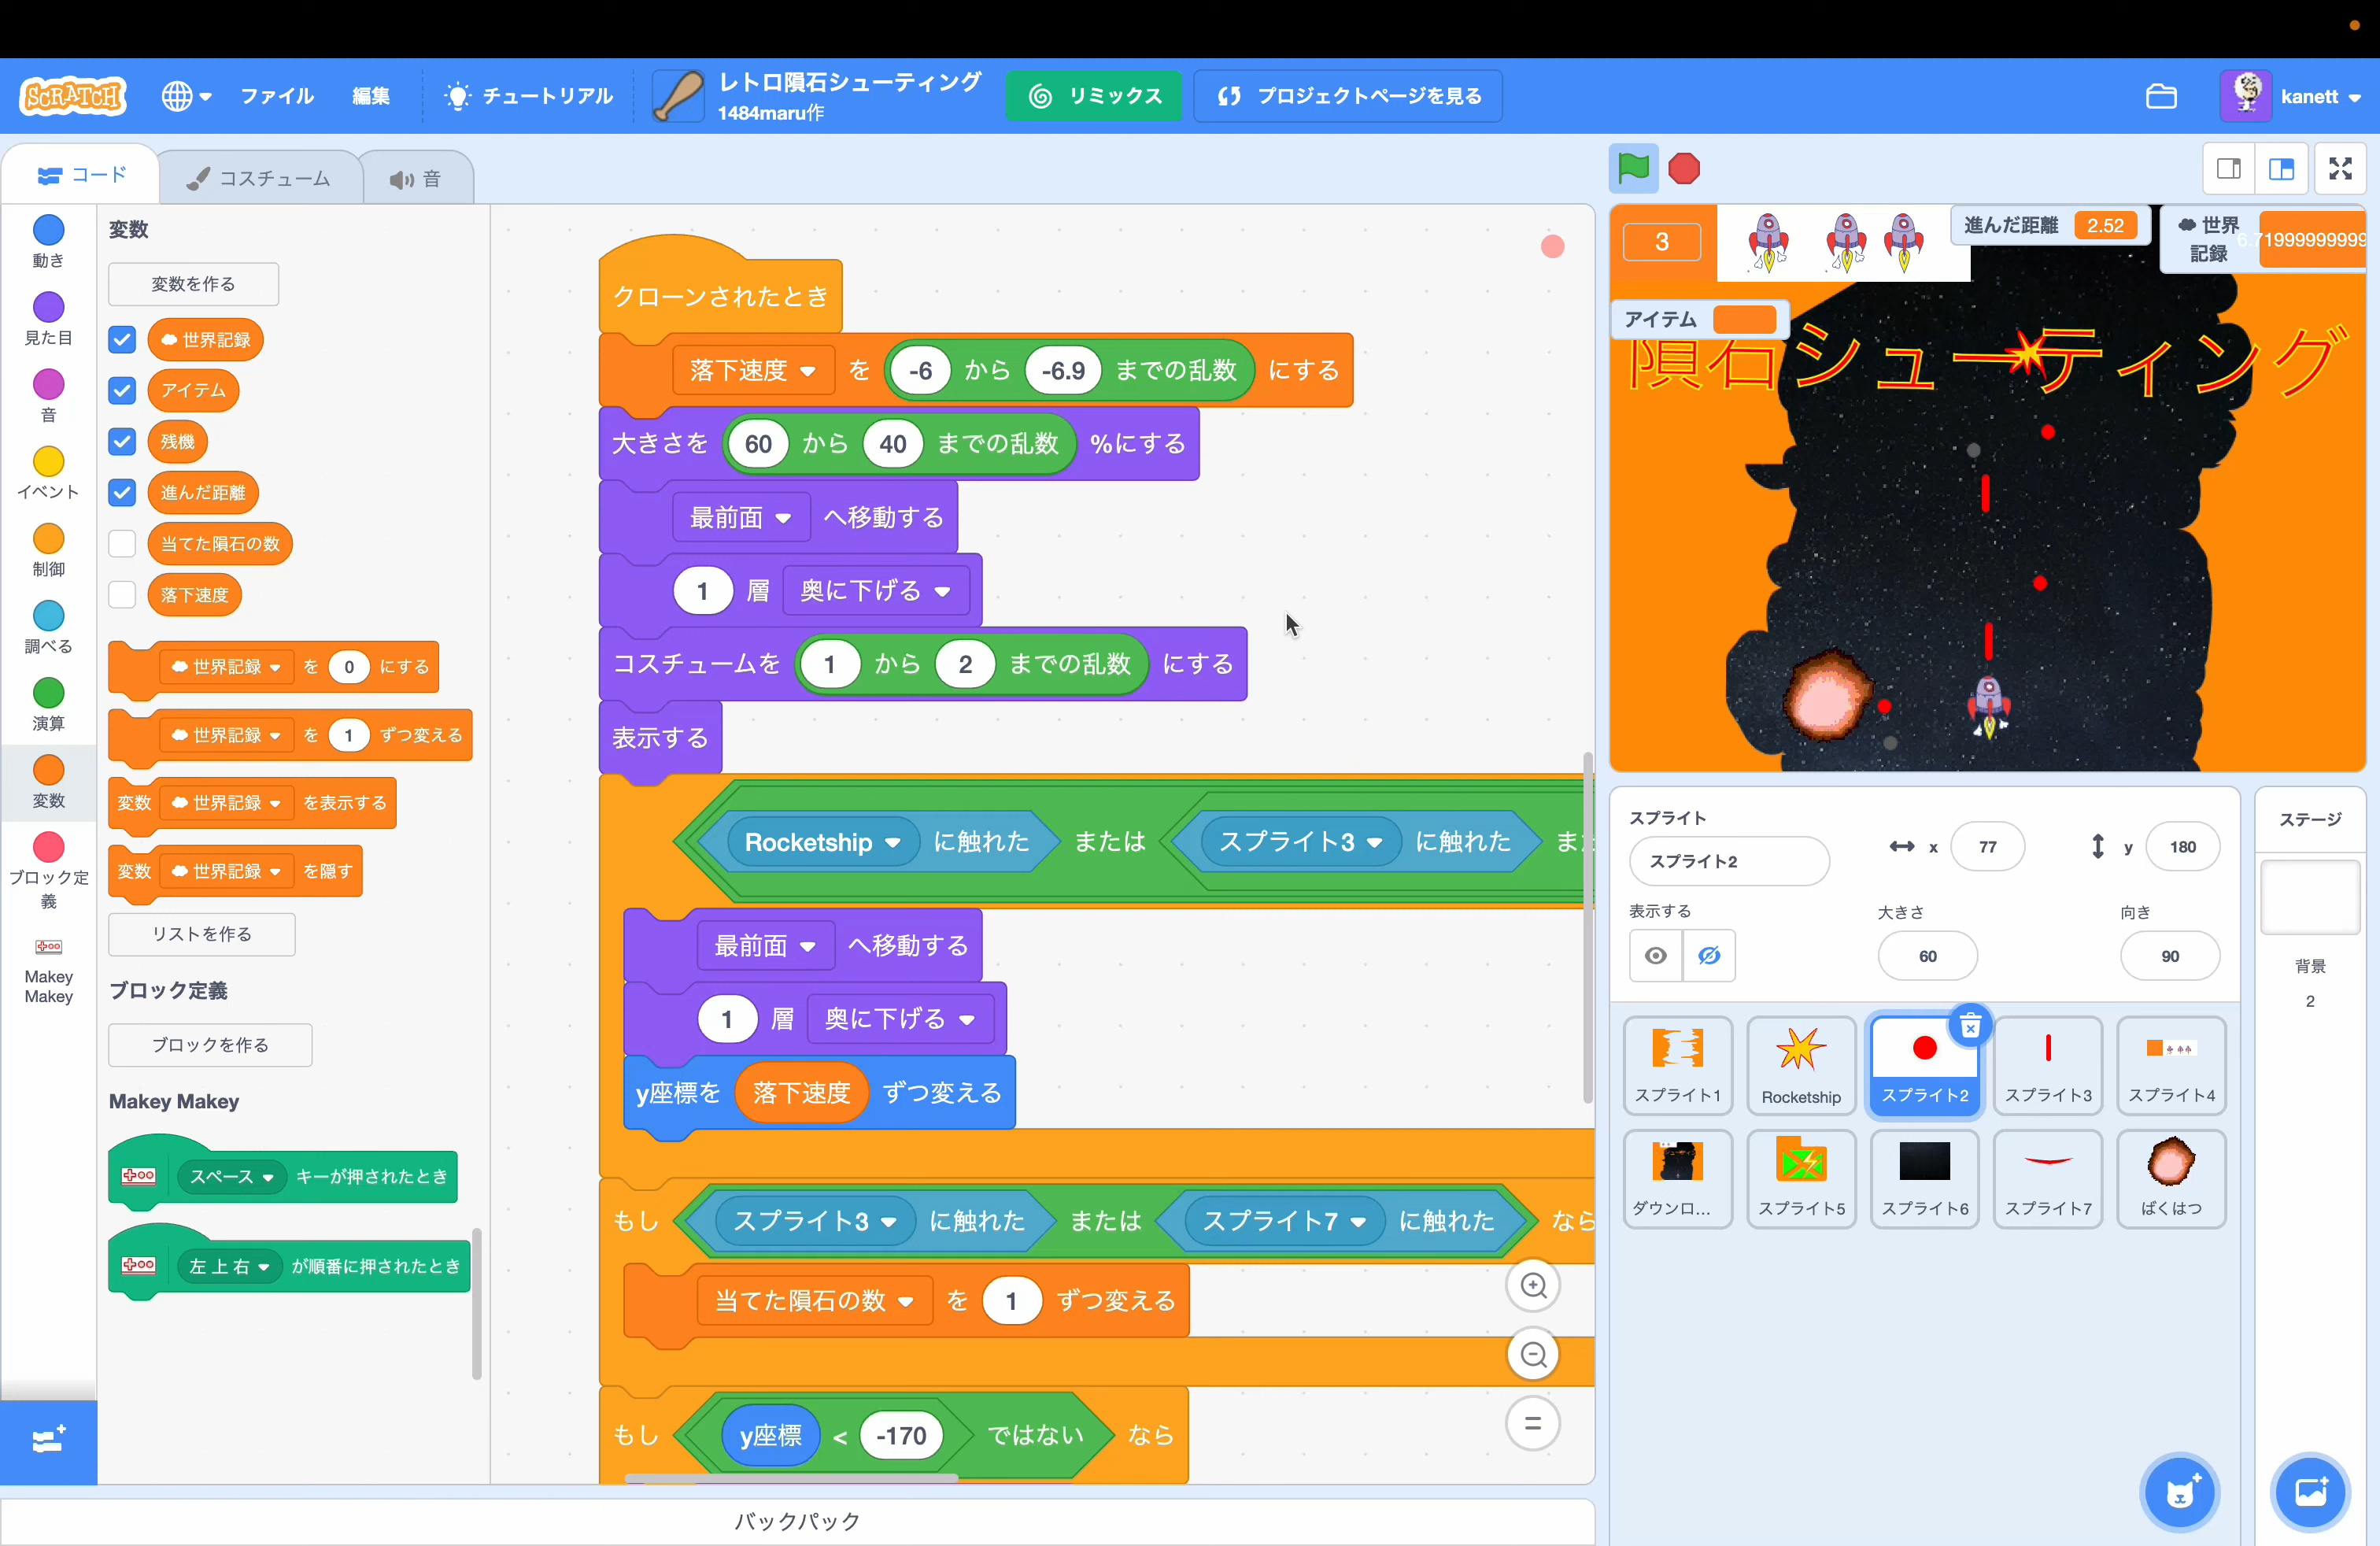 SCRATCH
ファイル
編集
チュートリアル
レトロ隕石シューティング
1484maru作
リミックス
プロジェクトページを見る
kanett
コード
コスチューム
音
動き
見た目
音
イベント
制御
調べる
演算
変数
ブロック定
義
Makey
Makey
変数
変数を作る
世界記録
アイテム
残機
進んだ距離
当てた隕石の数
落下速度
世界記録 を 0 にする
世界記録 を 1 ずつ変える
変数 世界記録 を表示する
変数 世界記録 を隠す
リストを作る
ブロック定義
ブロックを作る
Makey Makey
スペース キーが押されたとき
左 上 右 が順番に押されたとき
クローンされたとき
落下速度 を -6 から -6.9 までの乱数 にする
大きさを 60 から 40 までの乱数 %にする
最前面 へ移動する
1 層 奥に下げる
コスチュームを 1 から 2 までの乱数 にする
表示する
Rocketship に触れた または スプライト3 に触れた また
最前面 へ移動する
1 層 奥に下げる
y座標を 落下速度 ずつ変える
もし スプライト3 に触れた または スプライト7 に触れた なら
当てた隕石の数 を 1 ずつ変える
もし y座標 < -170 ではない なら
バックパック
3
進んだ距離 2.52
世界
記録
6.719999999999
アイテム
隕石シューティング
スプライト
スプライト2
x 77
y 180
表示する
大きさ
60
向き
90
スプライト1
Rocketship
スプライト2
スプライト3
スプライト4
ダウンロ...
スプライト5
スプライト6
スプライト7
ばくはつ
ステージ
背景
2